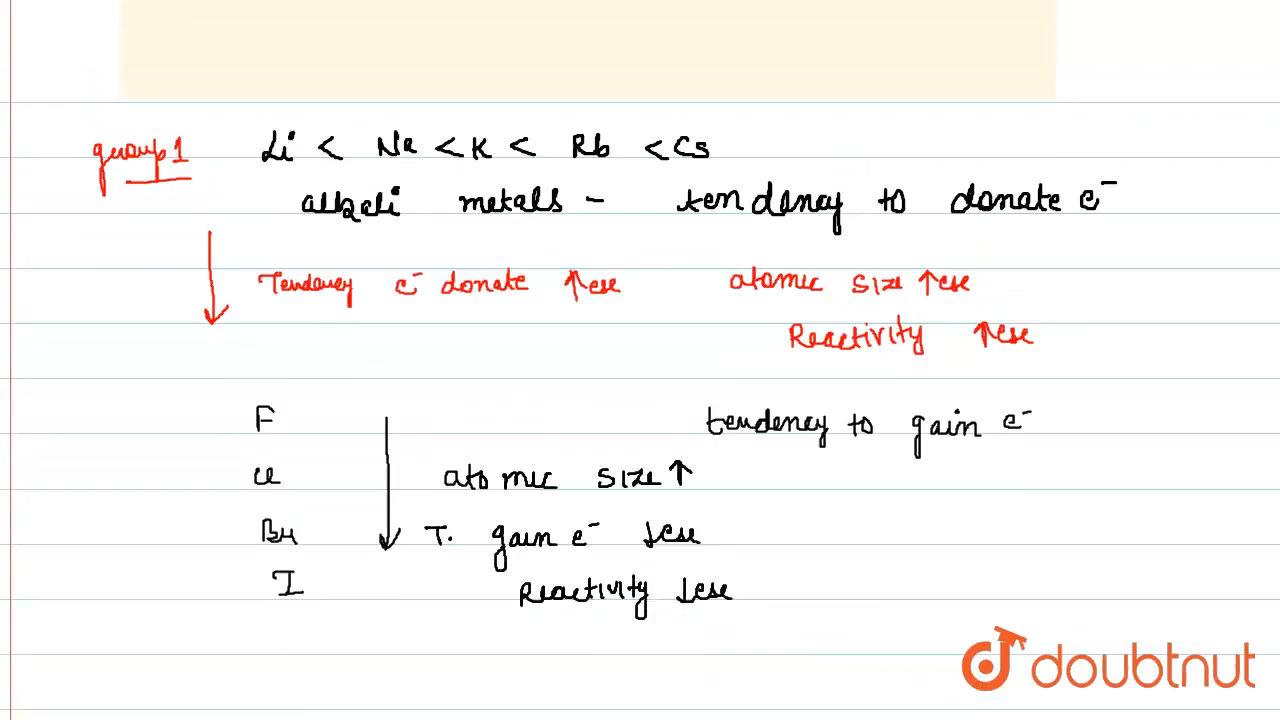 group 1 Li < Na < K < Rb < Cs
alkali metals - tendency to donate e⁻
Tendency e⁻ donate ↑ese atomic size ↑ese
Reactivity ↑ese
F tendency to gain e⁻
Cl atomic size ↑
Br T. gain e⁻ ↓ese
I Reactivity ↓ese
doubtnut